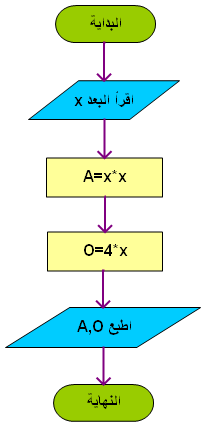 البداية
اقرأ البعد x
A=x*x
O=4*x
اطبع A,O
النهاية